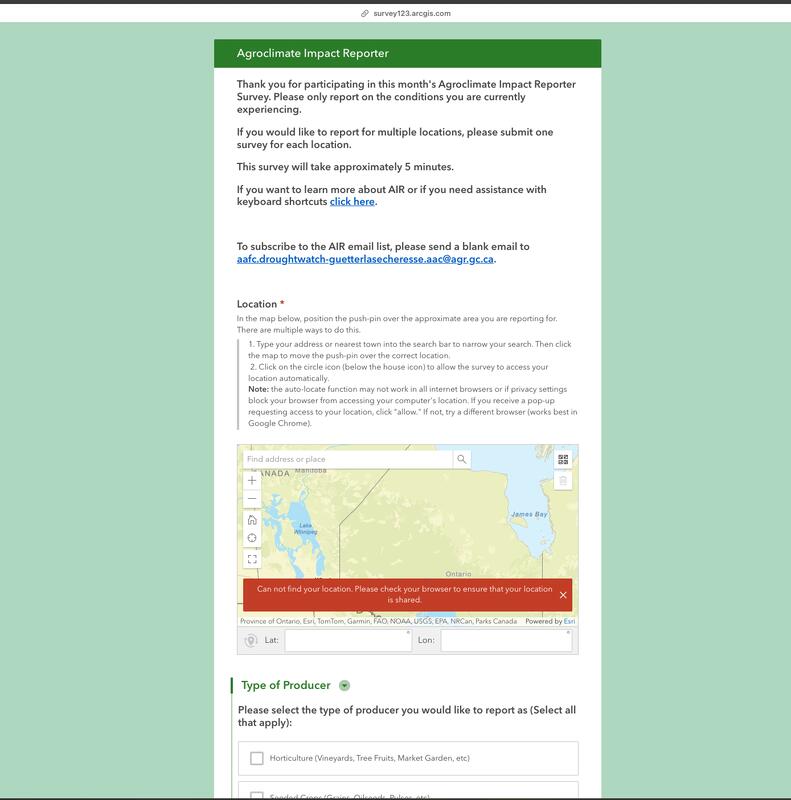 survey123.arcgis.com
Agroclimate Impact Reporter
Thank you for participating in this month's Agroclimate Impact Reporter
Survey. Please only report on the conditions you are currently
experiencing.
If you would like to report for multiple locations, please submit one
survey for each location.
This survey will take approximately 5 minutes.
If you want to learn more about AIR or if you need assistance with
keyboard shortcuts click here.
To subscribe to the AIR email list, please send a blank email to
aafc.droughtwatch-guetterlasecheresse.aac@agr.gc.ca.
Location *
In the map below, position the push-pin over the approximate area you are reporting for.
There are multiple ways to do this.
1. Type your address or nearest town into the search bar to narrow your search. Then click
the map to move the push-pin over the correct location.
2. Click on the circle icon (below the house icon) to allow the survey to access your
location automatically.
Note: the auto-locate function may not work in all internet browsers or if privacy settings
block your browser from accessing your computer's location. If you receive a pop-up
requesting access to your location, click "allow." If not, try a different browser (works best in
Google Chrome).
Find address or place
ANADA Manitoba
James Bay
Lake
Winnipeg
Ontario
Can not find your location. Please check your browser to ensure that your location
is shared.
Province of Ontario, Esri, TomTom, Garmin, FAO, NOAA, USGS, EPA, NRCan, Parks Canada Powered by Esri
Lat: Lon:
Type of Producer
Please select the type of producer you would like to report as (Select all
that apply):
Horticulture (Vineyards, Tree Fruits, Market Garden, etc)
Seeded Crops (Grains, Oilseeds, Pulses, etc)